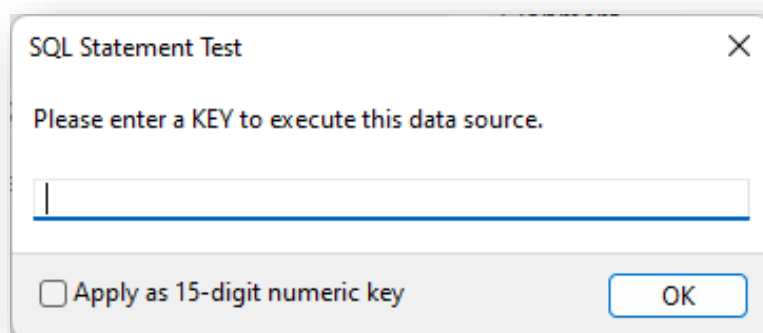 SQL Statement Test
Please enter a KEY to execute this data source.
Apply as 15-digit numeric key
OK